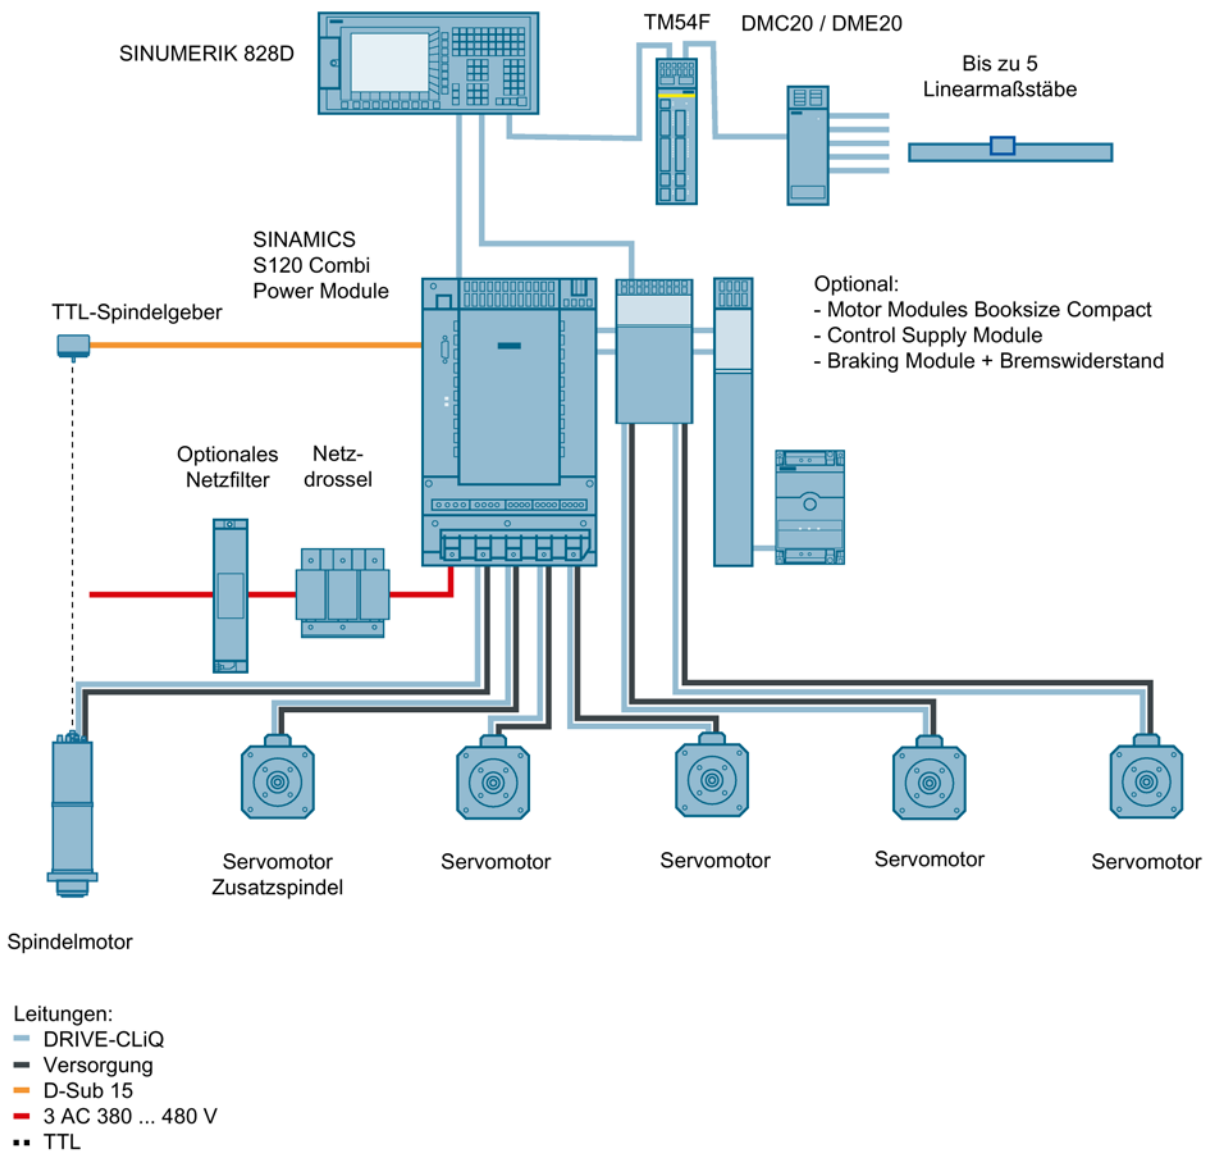 TM54F
DMC20 / DME20
SINUMERIK 828D
Bis zu 5
Linearmaßstäbe
SINAMICS
S120 Combi
Power Module
Optional:
- Motor Modules Booksize Compact
- Control Supply Module
- Braking Module + Bremswiderstand
TTL-Spindelgeber
Optionales
Netzfilter
Netz-
drossel
Servomotor
Zusatzspindel
Servomotor
Servomotor
Servomotor
Servomotor
Spindelmotor
Leitungen:
DRIVE-CLiQ
Versorgung
D-Sub 15
3 AC 380 ... 480 V
TTL